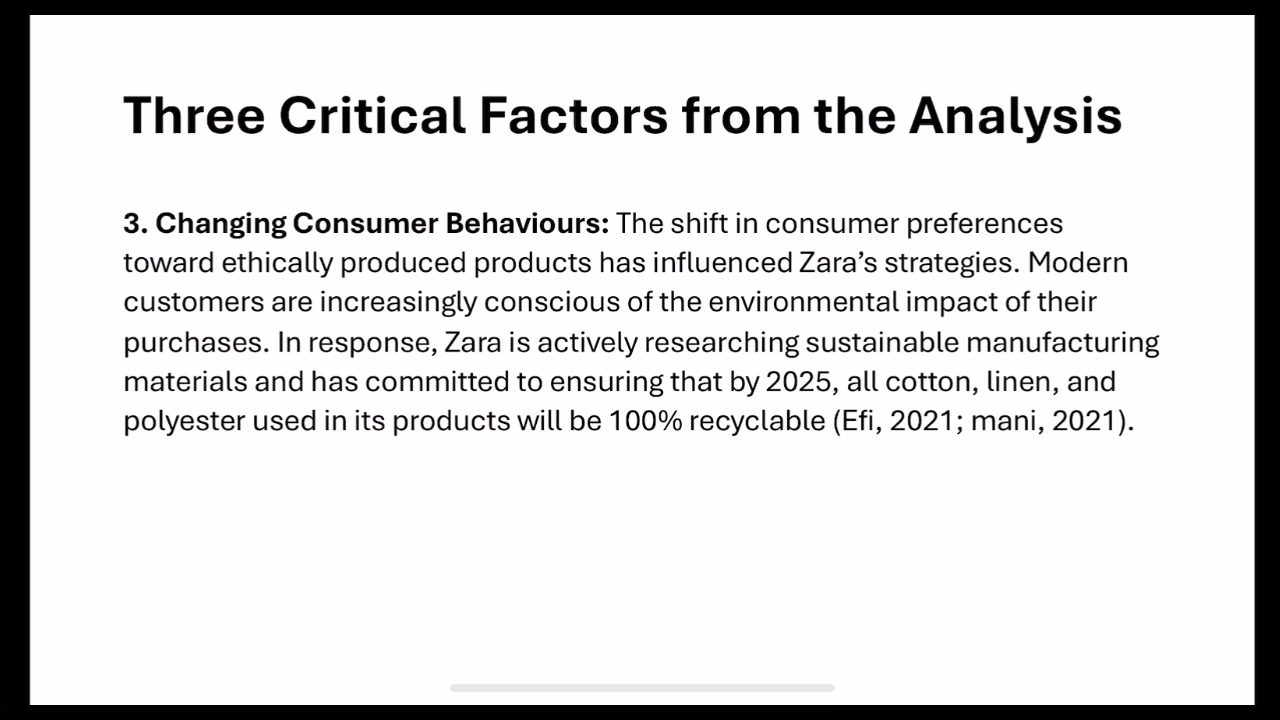 Three Critical Factors from the Analysis
3. Changing Consumer Behaviours: The shift in consumer preferences
toward ethically produced products has influenced Zara’s strategies. Modern
customers are increasingly conscious of the environmental impact of their
purchases. In response, Zara is actively researching sustainable manufacturing
materials and has committed to ensuring that by 2025, all cotton, linen, and
polyester used in its products will be 100% recyclable (Efi, 2021; mani, 2021).